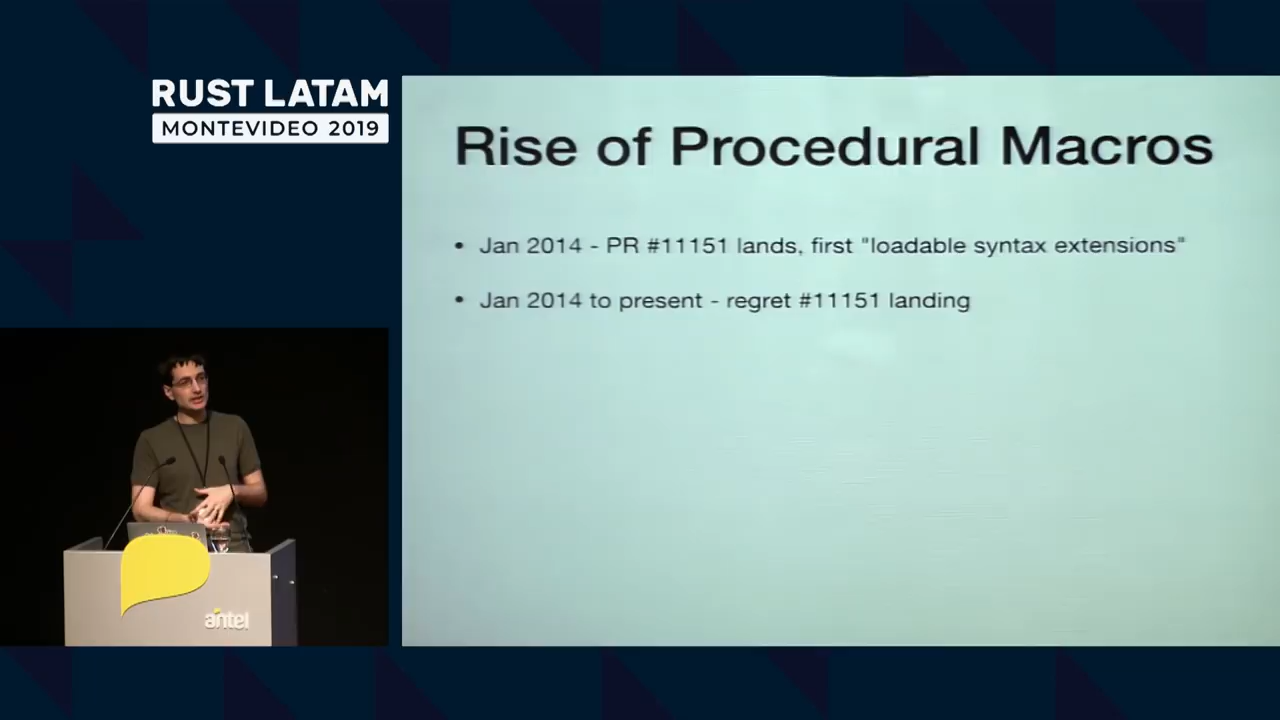 RUST LATAM
MONTEVIDEO 2019
Rise of Procedural Macros
• Jan 2014 - PR #11151 lands, first "loadable syntax extensions"
• Jan 2014 to present - regret #11151 landing
antel